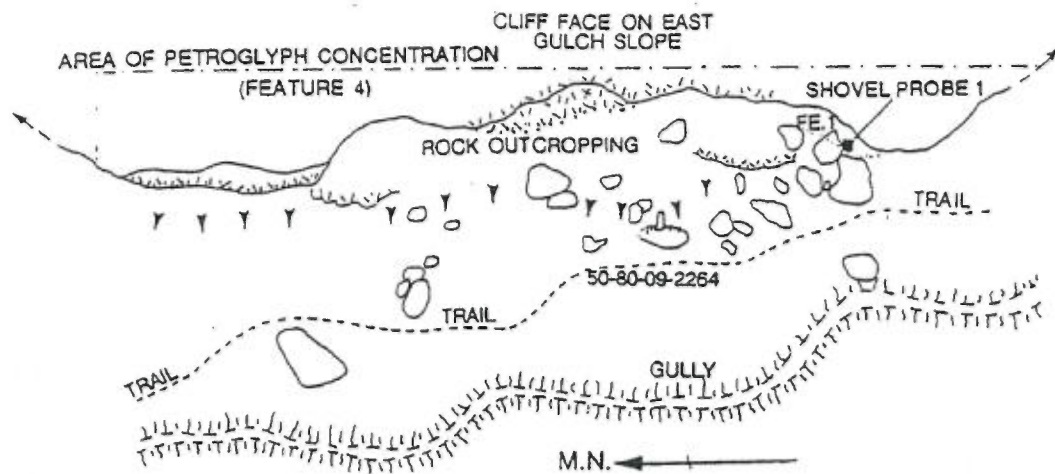 CLIFF FACE ON EAST
GULCH SLOPE
AREA OF PETROGLYPH CONCENTRATION
(FEATURE 4)
SHOVEL PROBE 1
FE.1
ROCK OUTCROPPING
TRAIL
50-80-09-2264
TRAIL
TRAIL
GULLY
M.N.